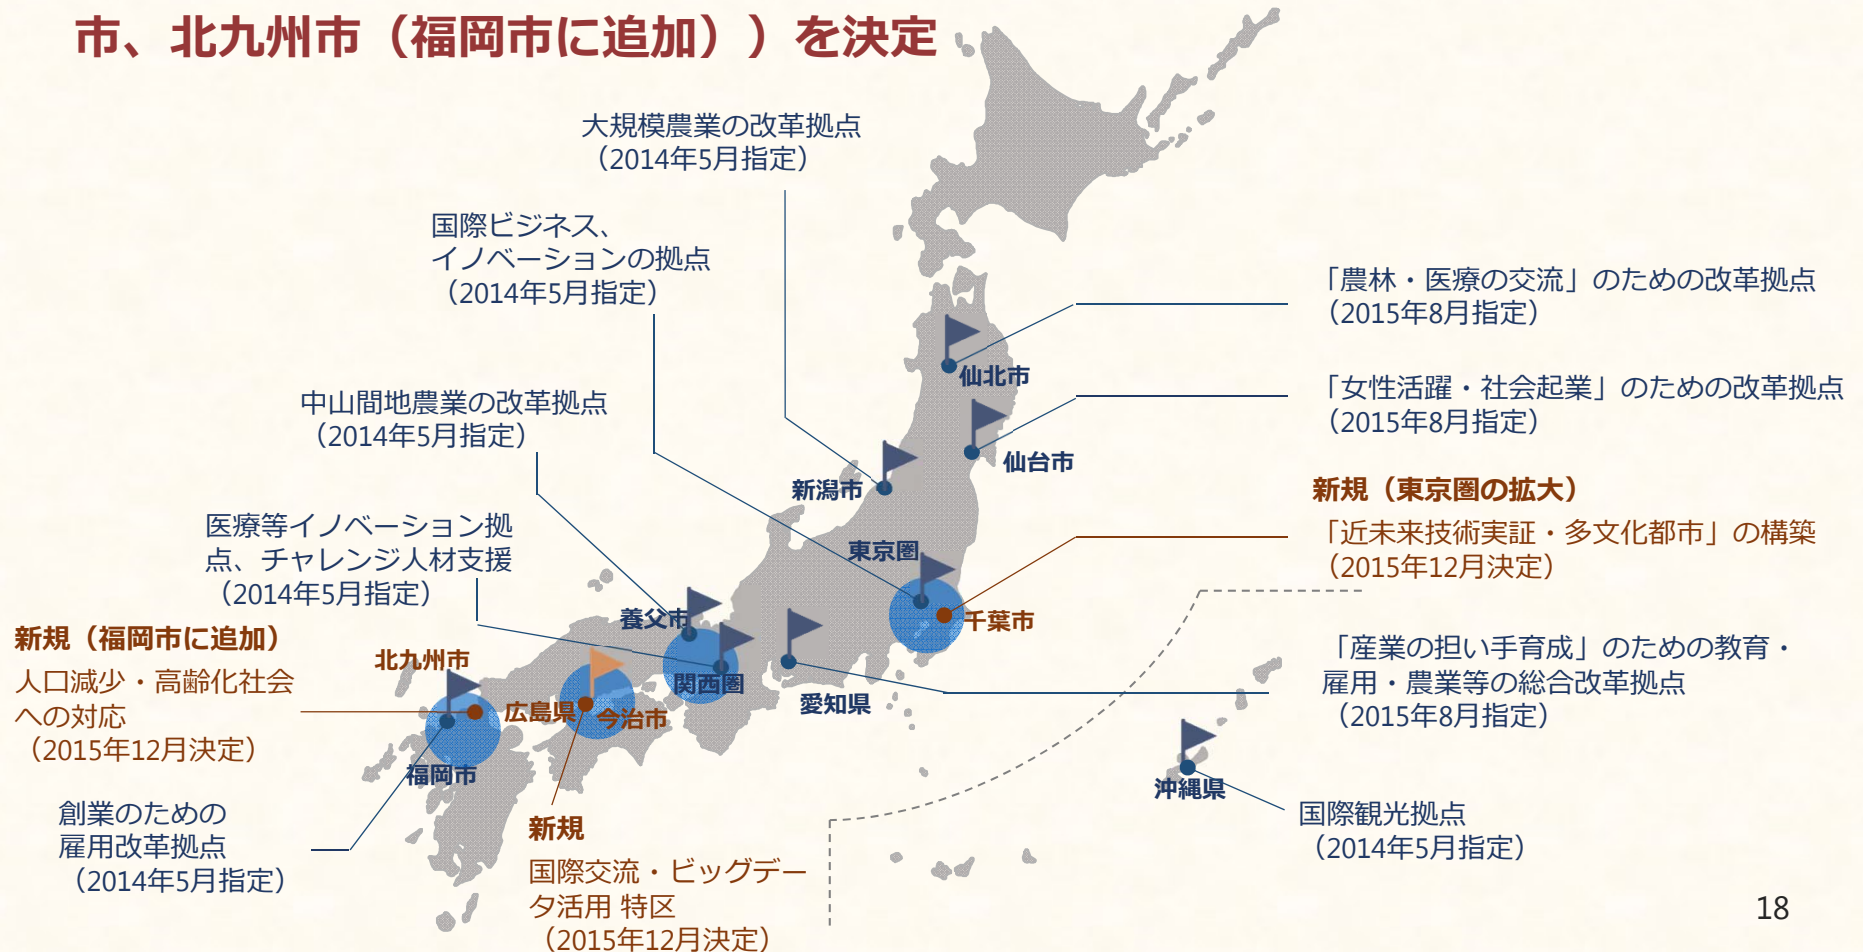 市、北九州市（福岡市に追加））を決定
大規模農業の改革拠点
（2014年5月指定）
国際ビジネス、
イノベーションの拠点
（2014年5月指定）
「農林・医療の交流」のための改革拠点
（2015年8月指定）
仙北市
「女性活躍・社会起業」のための改革拠点
（2015年8月指定）
仙台市
中山間地農業の改革拠点
（2014年5月指定）
新潟市
新規（東京圏の拡大）
「近未来技術実証・多文化都市」の構築
（2015年12月決定）
東京圏
千葉市
医療等イノベーション拠
点、チャレンジ人材支援
（2014年5月指定）
養父市
関西圏
愛知県
「産業の担い手育成」のための教育・
雇用・農業等の総合改革拠点
（2015年8月指定）
新規（福岡市に追加）
人口減少・高齢化社会
への対応
（2015年12月決定）
北九州市
広島県
今治市
福岡市
沖縄県
国際観光拠点
（2014年5月指定）
創業のための
雇用改革拠点
（2014年5月指定）
新規
国際交流・ビッグデー
タ活用 特区
（2015年12月決定）
18